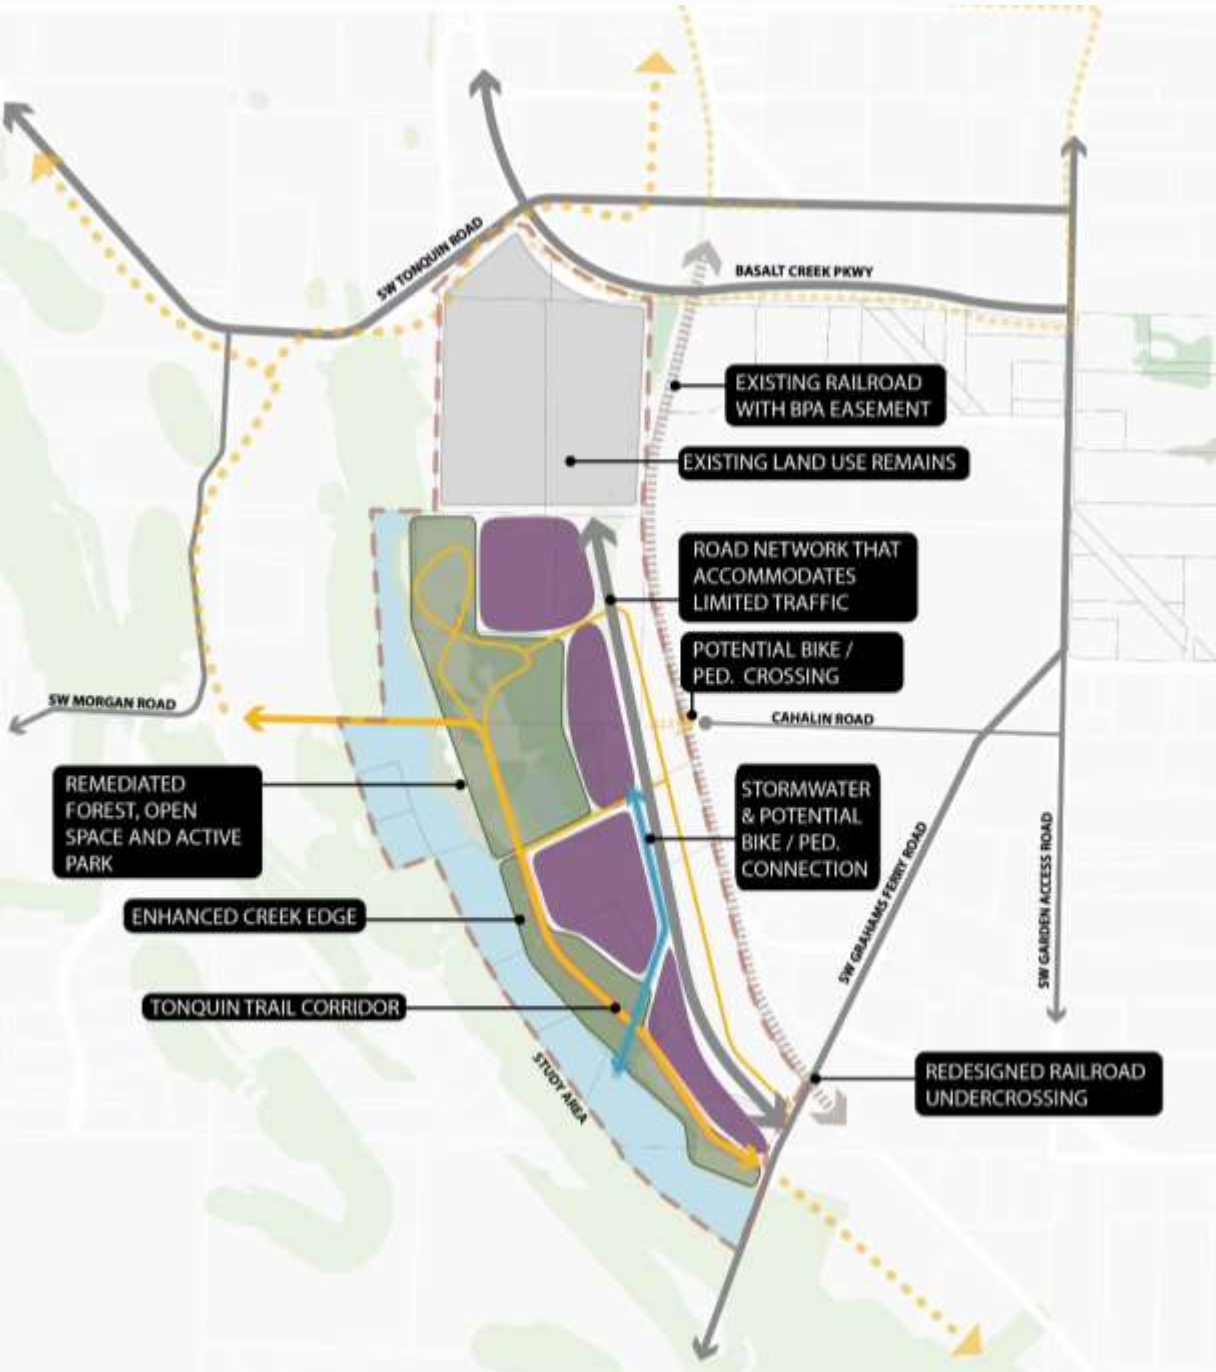 SW TONQUIN ROAD
BASALT CREEK PKWY
EXISTING RAILROAD
WITH BPA EASEMENT
EXISTING LAND USE REMAINS
ROAD NETWORK THAT
ACCOMMODATES
LIMITED TRAFFIC
POTENTIAL BIKE /
PED. CROSSING
SW MORGAN ROAD
CAHALIN ROAD
REMEDIATED
FOREST, OPEN
SPACE AND ACTIVE
PARK
STORMWATER
& POTENTIAL
BIKE / PED.
CONNECTION
SW GRAHAMS FERRY ROAD
SW GARDEN ACCESS ROAD
ENHANCED CREEK EDGE
TONQUIN TRAIL CORRIDOR
STUDY AREA
REDESIGNED RAILROAD
UNDERCROSSING